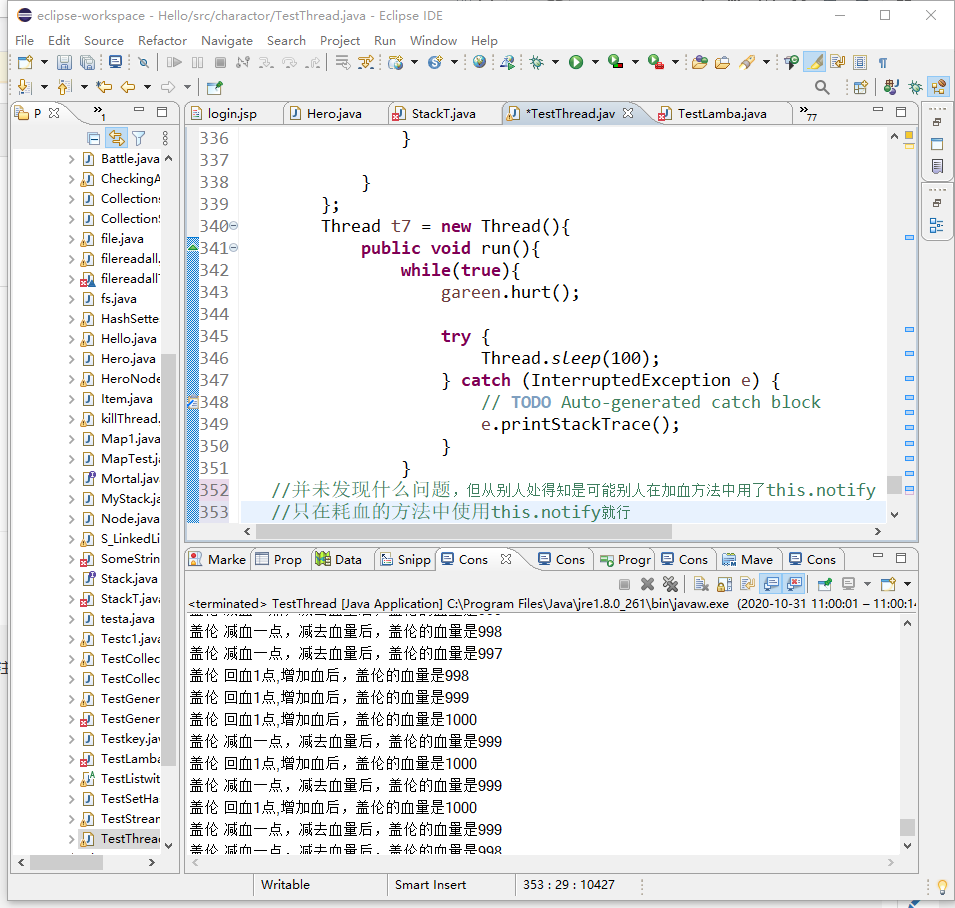 eclipse-workspace - Hello/src/charactor/TestThread.java - Eclipse IDE
File Edit Source Refactor Navigate Search Project Run Window Help
P
»1
login.jsp Hero.java StackT.java *TestThread.jav TestLamba.java »77
Battle.java
CheckingA
Collections
CollectionS
file.java
filereadall.
filereadallT
fs.java
HashSette
Hello.java
Hero.java
HeroNode
Item.java
killThread.
Map1.java
MapTest.ja
Mortal.java
MyStack.ja
Node.java
S_LinkedLi
SomeStrin
Stack.java
StackT.java
testa.java
Testc1.java
TestCollec
TestCollec
TestGener
TestGener
Testkey.jav
TestLamba
TestListwit
TestSetHa
TestStrear
TestThread
336 }
337
338 }
339 };
340 Thread t7 = new Thread(){
341 public void run(){
342 while(true){
343 gareen.hurt();
344
345 try {
346 Thread.sleep(100);
347 } catch (InterruptedException e) {
348 // TODO Auto-generated catch block
349 e.printStackTrace();
350 }
351 }
352 //并未发现什么问题，但从别人处得知是可能别人在加血方法中用了this.notify
353 //只在耗血的方法中使用this.notify就行
Marke Prop Data Snipp Cons Cons Progr Cons Mave Cons
<terminated> TestThread [Java Application] C:\Program Files\Java\jre1.8.0_261\bin\javaw.exe (2020-10-31 11:00:01 – 11:00:14
盖伦 减血一点，减去血量后，盖伦的血量是998
盖伦 减血一点，减去血量后，盖伦的血量是997
盖伦 回血1点,增加血后，盖伦的血量是998
盖伦 回血1点,增加血后，盖伦的血量是999
盖伦 回血1点,增加血后，盖伦的血量是1000
盖伦 减血一点，减去血量后，盖伦的血量是999
盖伦 回血1点,增加血后，盖伦的血量是1000
盖伦 减血一点，减去血量后，盖伦的血量是999
盖伦 回血1点,增加血后，盖伦的血量是1000
盖伦 减血一点，减去血量后，盖伦的血量是999
盖伦 减血一点，减去血量后，盖伦的血量是998
Writable Smart Insert 353 : 29 : 10427